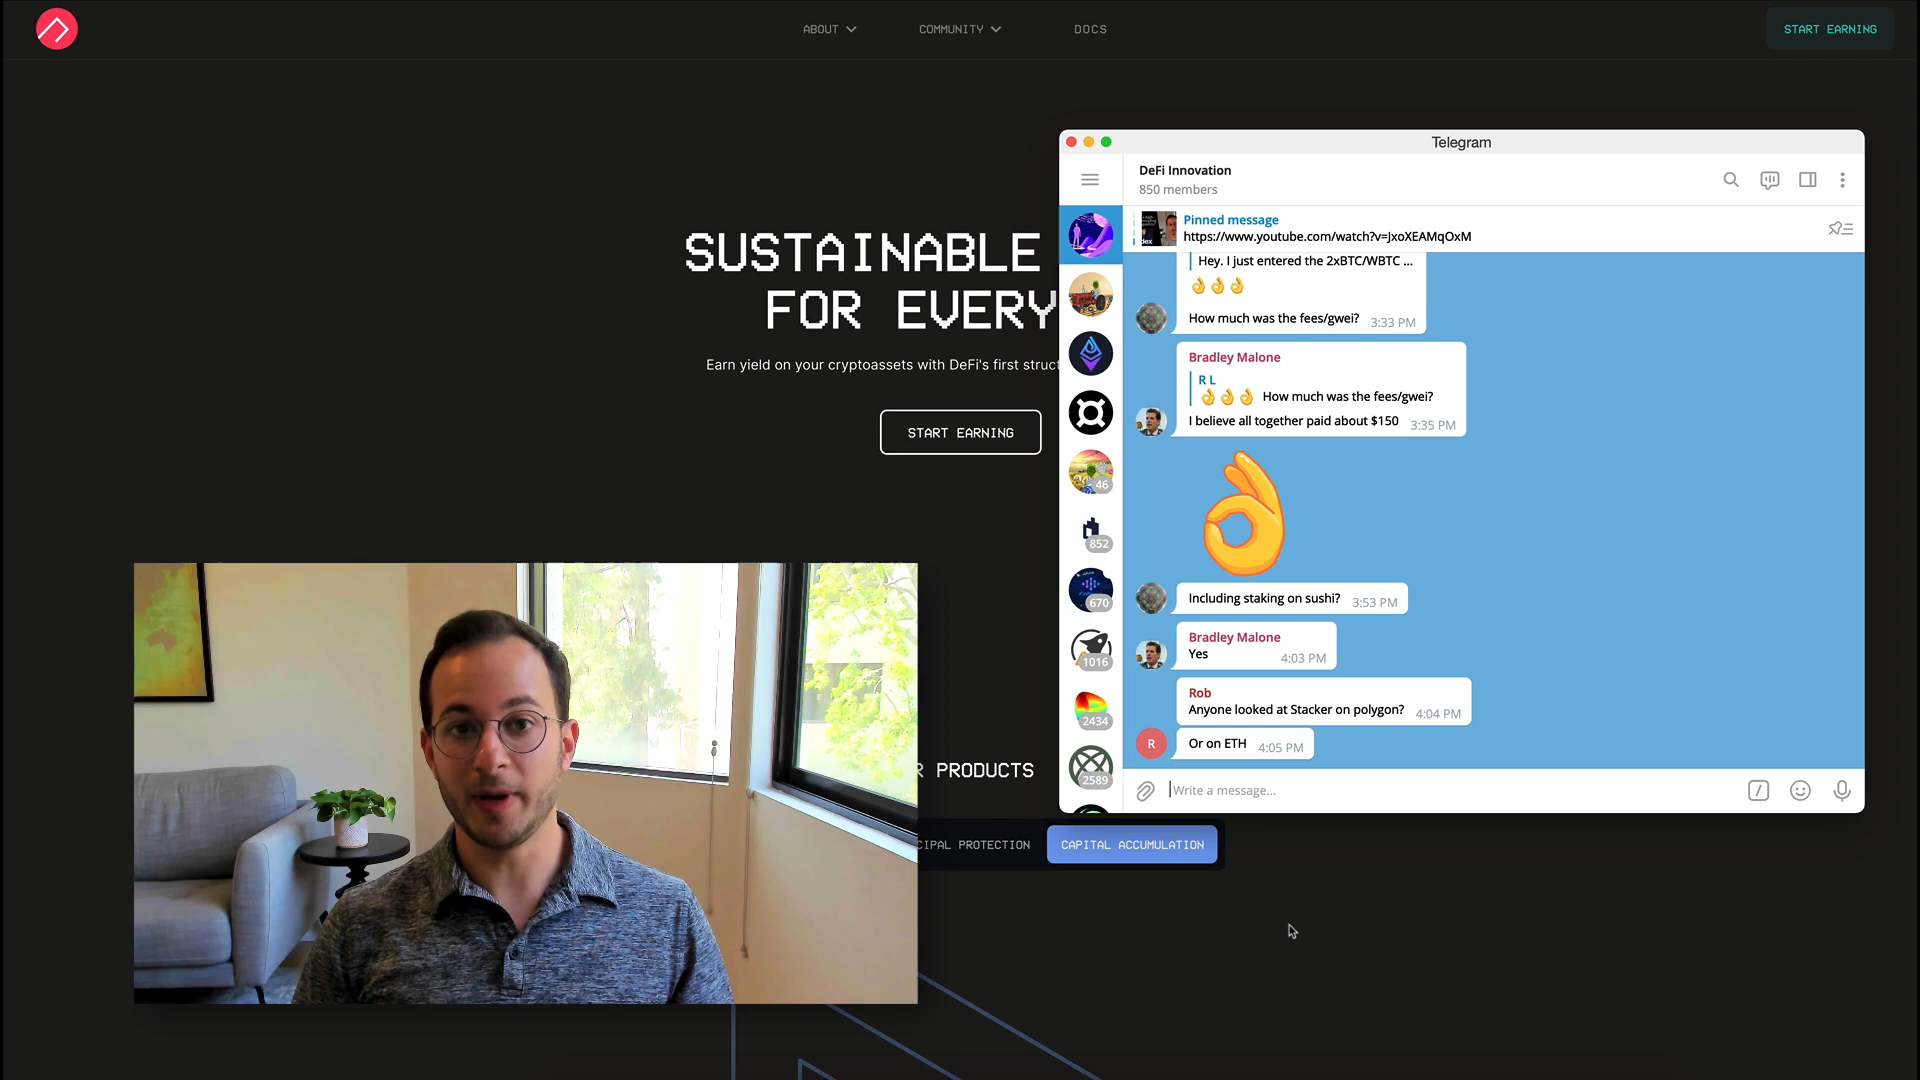 ABOUT
COMMUNITY
DOCS
START EARNING
SUSTAINABLE
FOR EVERY
Earn yield on your cryptoassets with DeFi's first struct
START EARNING
R PRODUCTS
CIPAL PROTECTION
CAPITAL ACCUMULATION
Telegram
DeFi Innovation
850 members
Pinned message
https://www.youtube.com/watch?v=JxoXEAMqOxM
Hey. I just entered the 2xBTC/WBTC ...
👌👌👌
How much was the fees/gwei? 3:33 PM
Bradley Malone
R L
👌👌👌 How much was the fees/gwei?
I believe all together paid about $150 3:35 PM
Including staking on sushi? 3:53 PM
Bradley Malone
Yes 4:03 PM
Rob
Anyone looked at Stacker on polygon? 4:04 PM
R
Or on ETH 4:05 PM
Write a message...
46
852
670
1016
2434
2589